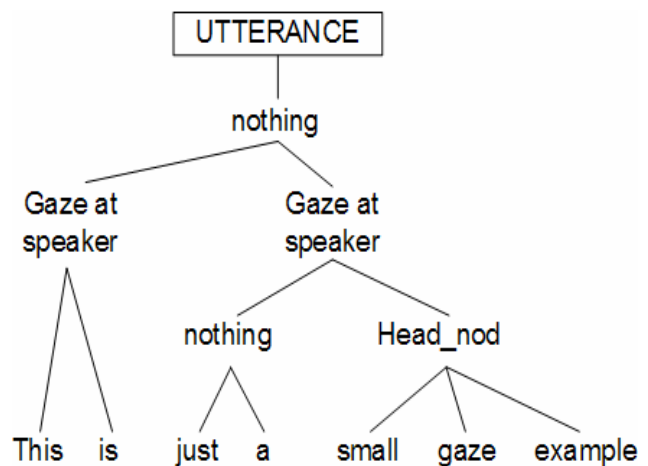 UTTERANCE
nothing
Gaze at
speaker
Gaze at
speaker
nothing
Head_nod
This is just a small gaze example